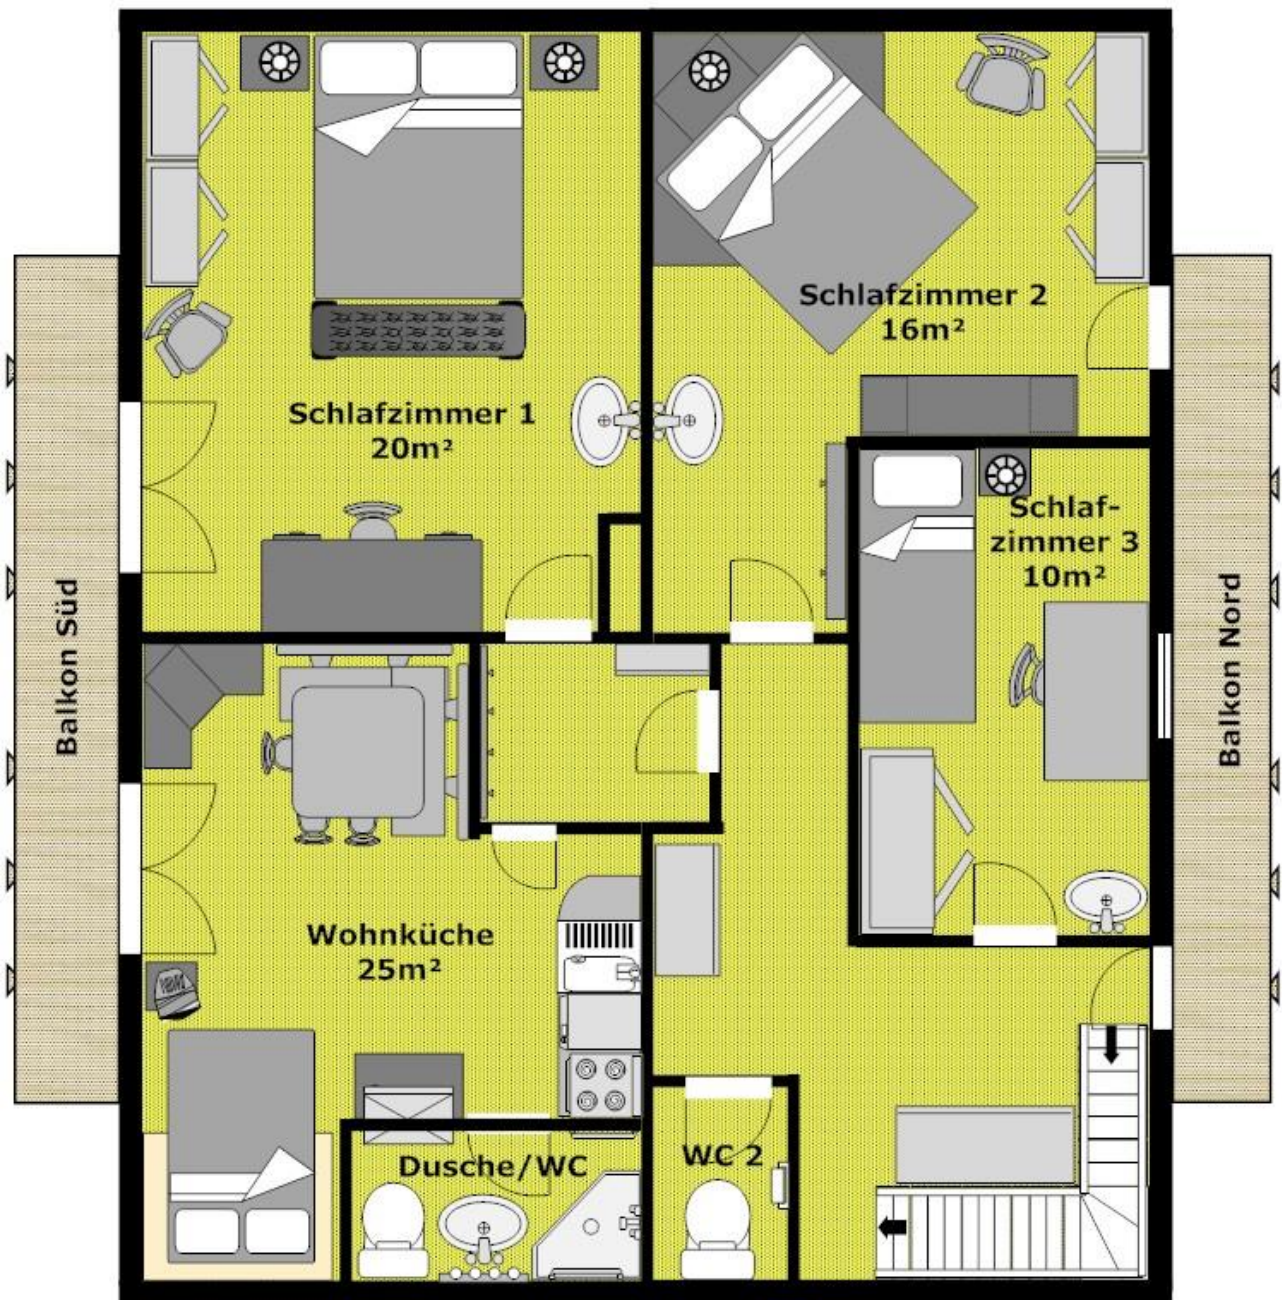 Schlafzimmer 1
20m²
Schlafzimmer 2
16m²
Schlaf-
zimmer 3
10m²
Balkon Süd
Balkon Nord
Wohnküche
25m²
Dusche/WC
WC 2